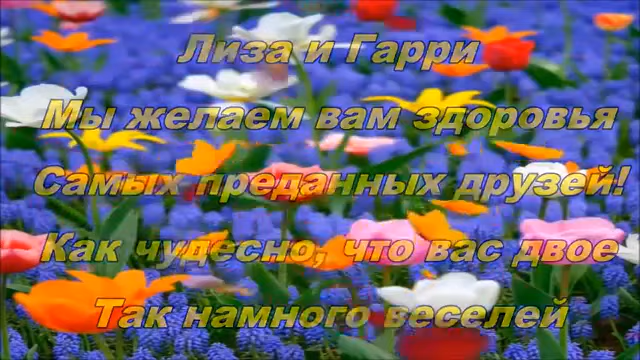 Лиза и Гарри
Мы желаем вам здоровья
Самых преданных друзей!
Как чудесно, что вас двое
Так намного веселей